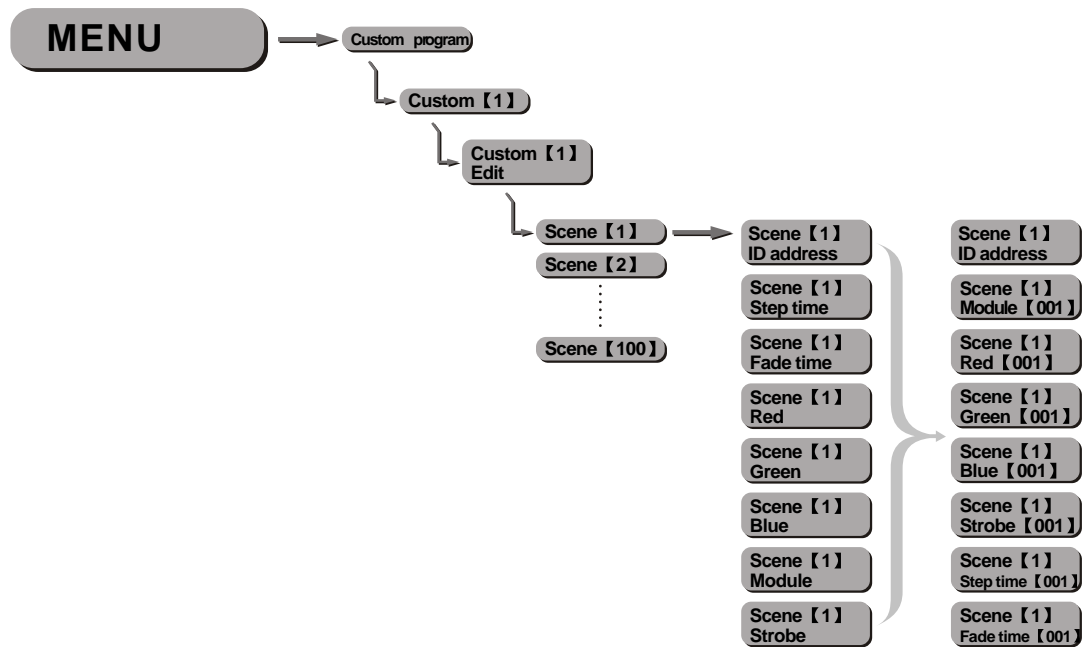 MENU
Custom program
Custom【1】
Custom【1】
Edit
Scene【1】
Scene【2】
Scene【100】
Scene【1】
ID address
Scene【1】
Step time
Scene【1】
Fade time
Scene【1】
Red
Scene【1】
Green
Scene【1】
Blue
Scene【1】
Module
Scene【1】
Strobe
Scene【1】
ID address
Scene【1】
Module【001】
Scene【1】
Red【001】
Scene【1】
Green【001】
Scene【1】
Blue【001】
Scene【1】
Strobe【001】
Scene【1】
Step time【001】
Scene【1】
Fade time【001】